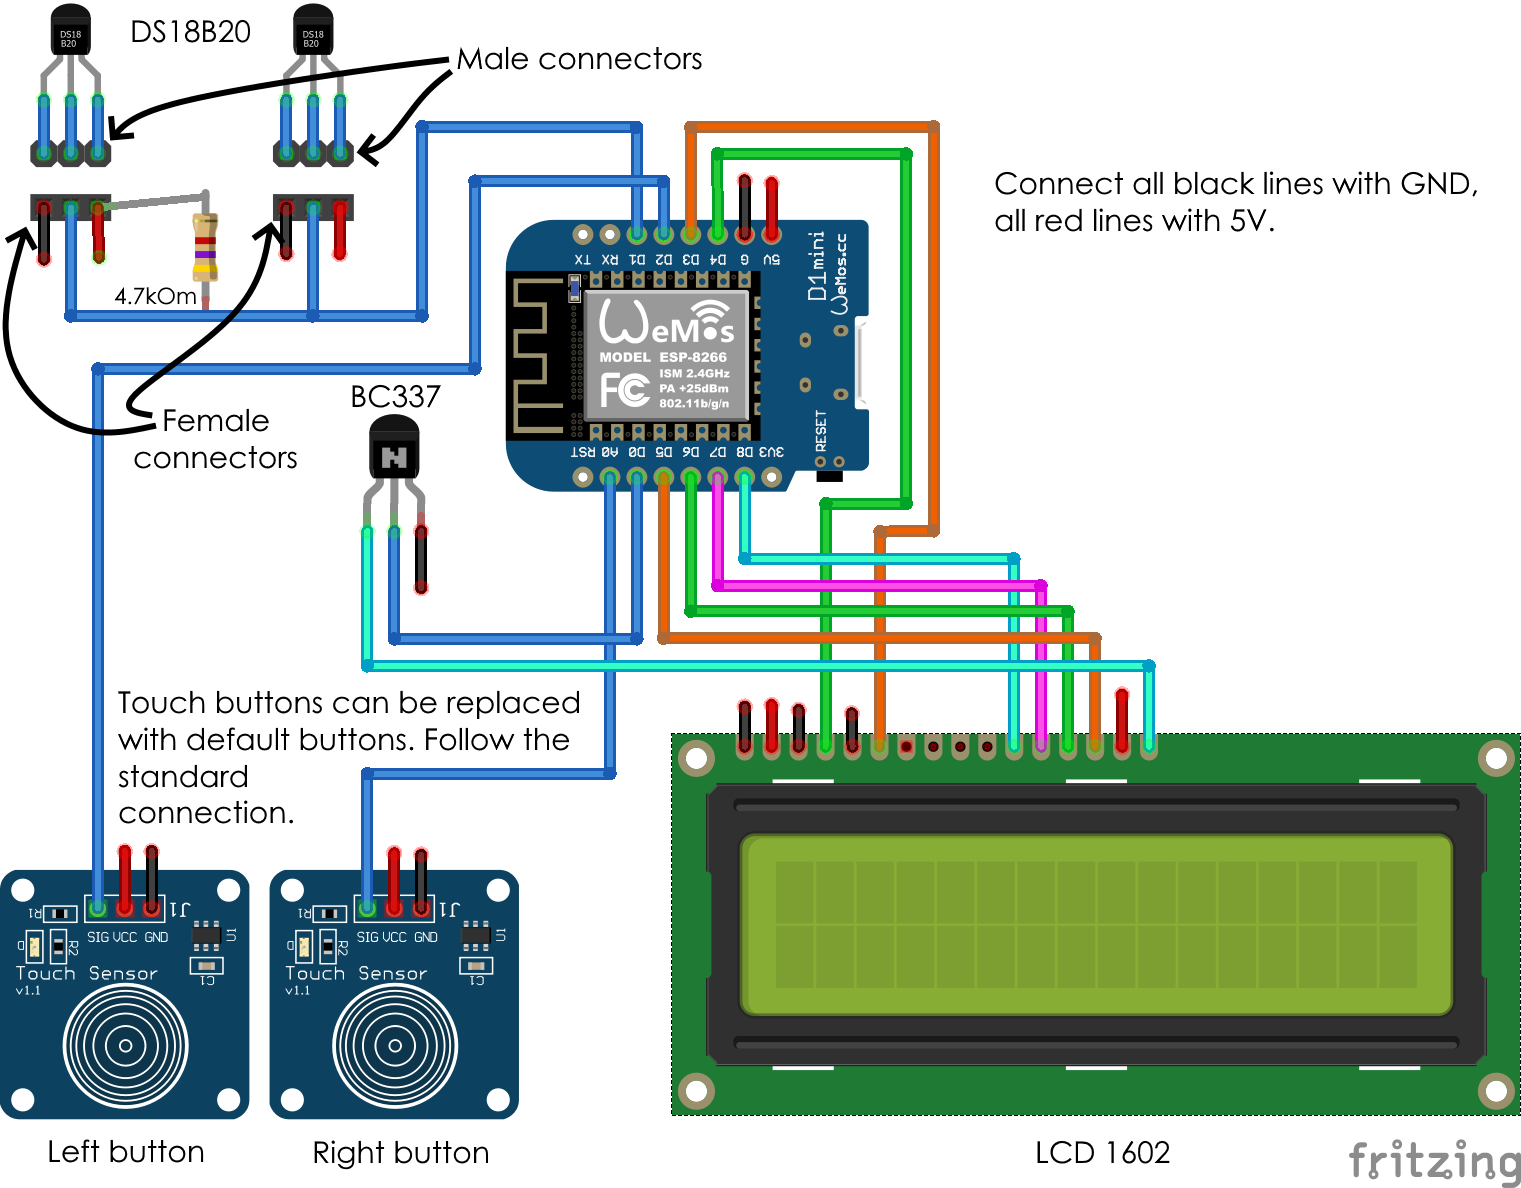 DS18B20
DS18
B20
DS18
B20
Male connectors
Connect all black lines with GND,
all red lines with 5V.
TX RX D1 D2 D3 D4 G 5V
D1 mini
WeMos.cc
4.7kOm
WeMos
MODEL ESP-8266
ISM 2.4GHz
PA +25dBm
802.11b/g/n
FC
RESET
RST A0 D0 D5 D6 D7 D8 3V3
BC337
N
Female
connectors
Touch buttons can be replaced
with default buttons. Follow the
standard
connection.
R1 J1
SIG VCC GND
U1
D R2
Touch Sensor
v1.1
C1
R1 J1
SIG VCC GND
U1
D R2
Touch Sensor
v1.1
C1
Left button
Right button
LCD 1602
fritzing